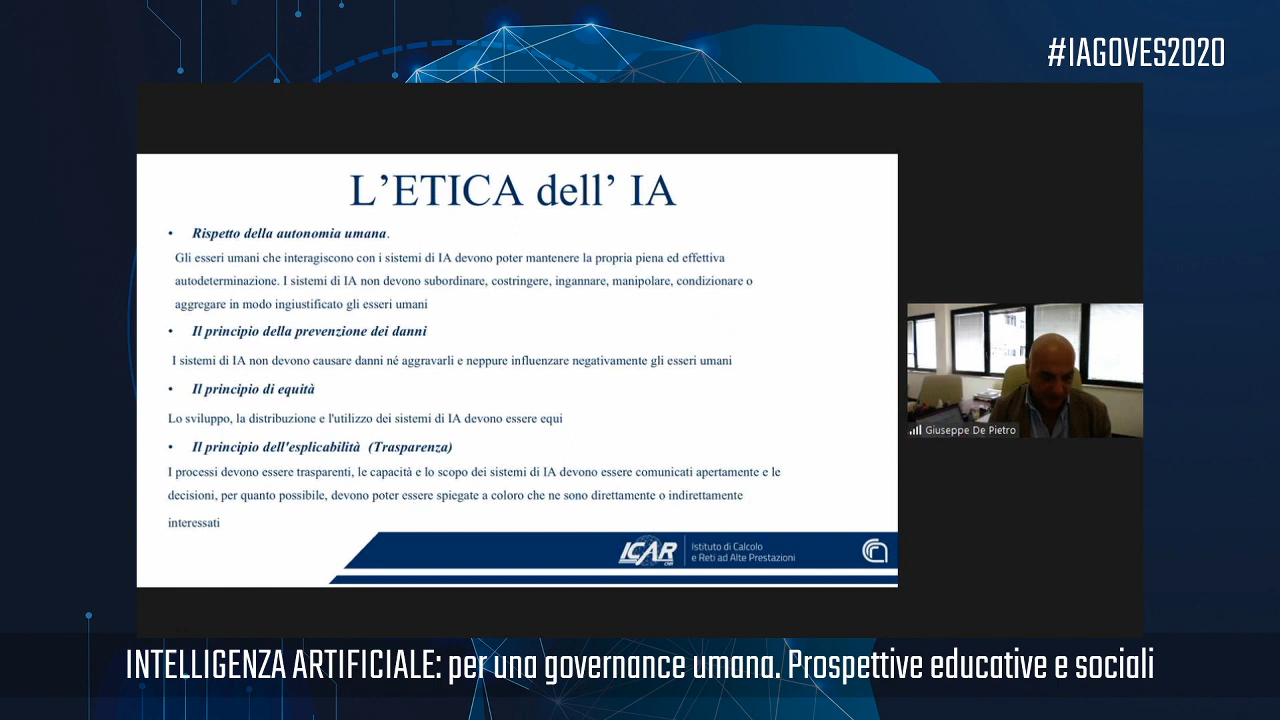 #IAGOVES2020
L’ETICA dell’ IA
• Rispetto della autonomia umana.
Gli esseri umani che interagiscono con i sistemi di IA devono poter mantenere la propria piena ed effettiva
autodeterminazione. I sistemi di IA non devono subordinare, costringere, ingannare, manipolare, condizionare o
aggregare in modo ingiustificato gli esseri umani
• Il principio della prevenzione dei danni
I sistemi di IA non devono causare danni né aggravarli e neppure influenzare negativamente gli esseri umani
• Il principio di equità
Lo sviluppo, la distribuzione e l'utilizzo dei sistemi di IA devono essere equi
• Il principio dell'esplicabilità (Trasparenza)
I processi devono essere trasparenti, le capacità e lo scopo dei sistemi di IA devono essere comunicati apertamente e le
decisioni, per quanto possibile, devono poter essere spiegate a coloro che ne sono direttamente o indirettamente
interessati
ICAR
CNR
Istituto di Calcolo
e Reti ad Alte Prestazioni
Giuseppe De Pietro
INTELLIGENZA ARTIFICIALE: per una governance umana. Prospettive educative e sociali